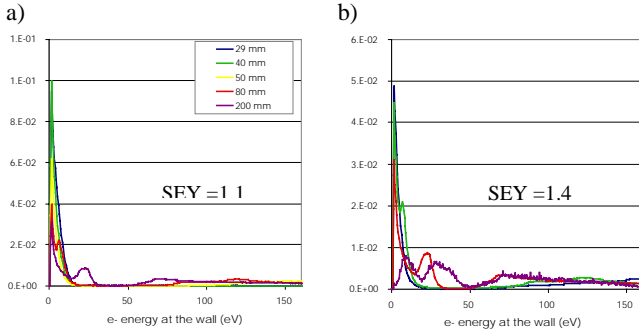 a)
b)
1.E-01
1.E-01
8.E-02
6.E-02
4.E-02
2.E-02
0.E+00
29 mm
40 mm
50 mm
80 mm
200 mm
SEY =1.1
0 50 100 150
e- energy at the wall (eV)
6.E-02
5.E-02
4.E-02
3.E-02
2.E-02
1.E-02
0.E+00
SEY =1.4
0 50 100 150
e- energy at the wall (eV)